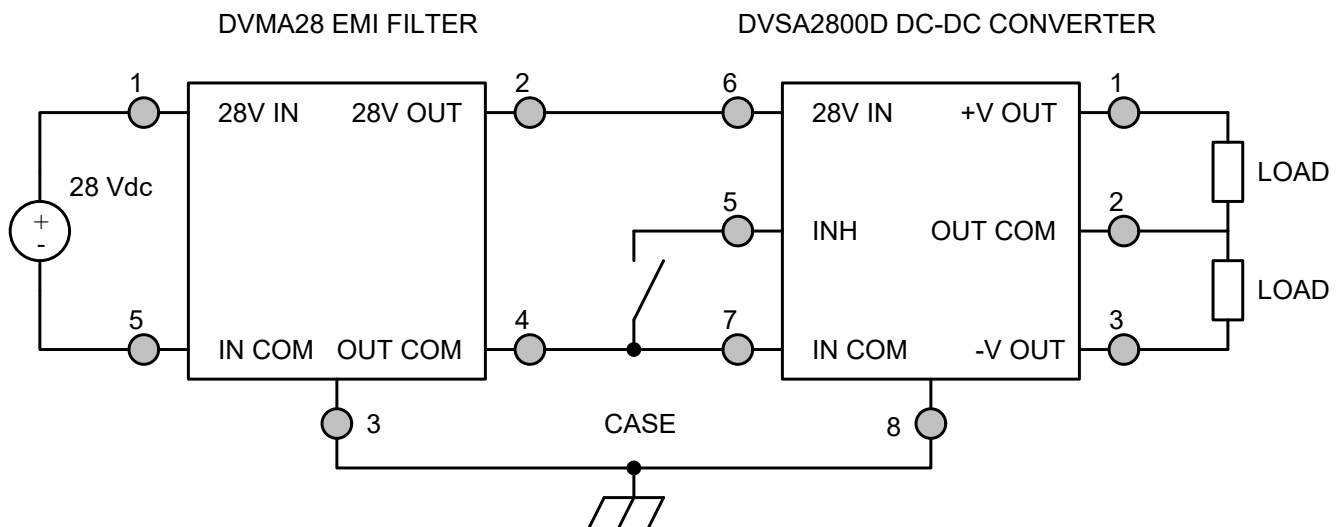 DVMA28 EMI FILTER
DVSA2800D DC-DC CONVERTER
1
28V IN
28V OUT
2
6
28V IN
+V OUT
1
28 Vdc
+
-
LOAD
5
INH
OUT COM
2
LOAD
5
IN COM
OUT COM
4
7
IN COM
-V OUT
3
3
CASE
8